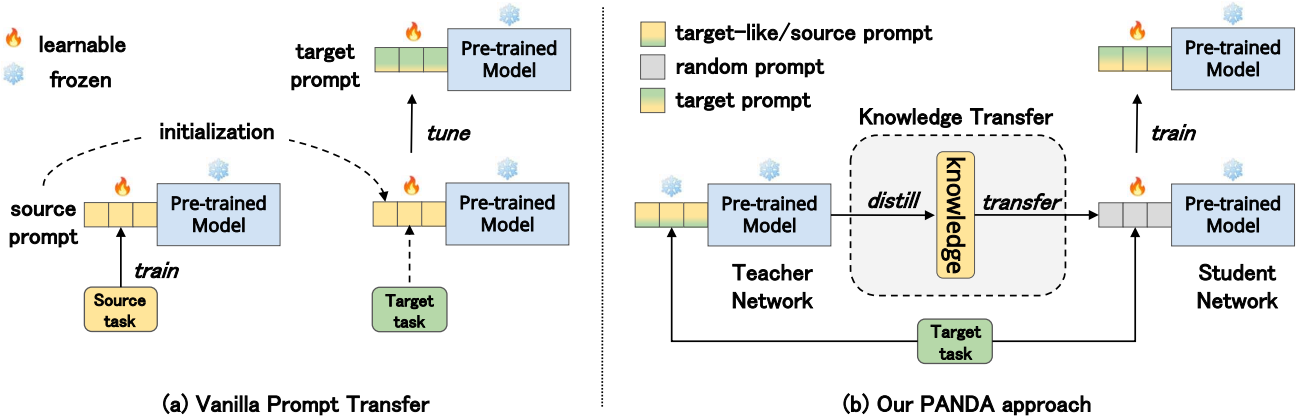 learnable
frozen
target
prompt
Pre-trained
Model
initialization
tune
source
prompt
Pre-trained
Model
Pre-trained
Model
train
Source
task
Target
task
(a) Vanilla Prompt Transfer
target-like/source prompt
random prompt
target prompt
Pre-trained
Model
Knowledge Transfer
train
Pre-trained
Model
distill
knowledge
transfer
Pre-trained
Model
Teacher
Network
Student
Network
Target
task
(b) Our PANDA approach